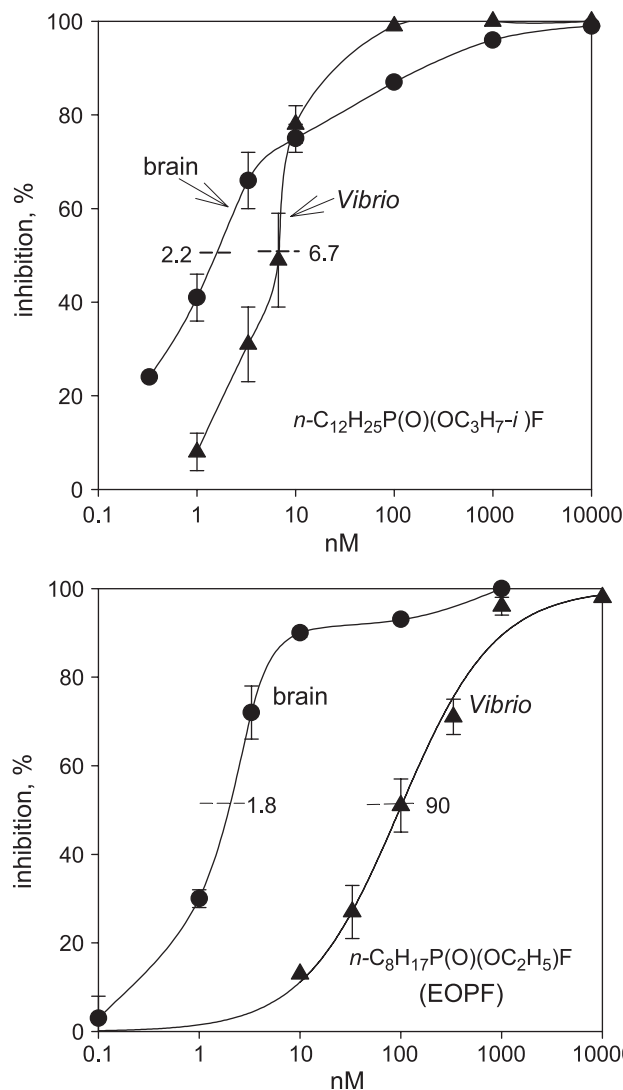 100
80
60
40
20
0
inhibition, %
brain
Vibrio
2.2
6.7
n-C12H25P(O)(OC3H7-i )F
0.1 1 10 100 1000 10000
nM
100
80
60
40
20
0
inhibition, %
brain
Vibrio
1.8
90
n-C8H17P(O)(OC2H5)F
(EOPF)
0.1 1 10 100 1000 1000
nM